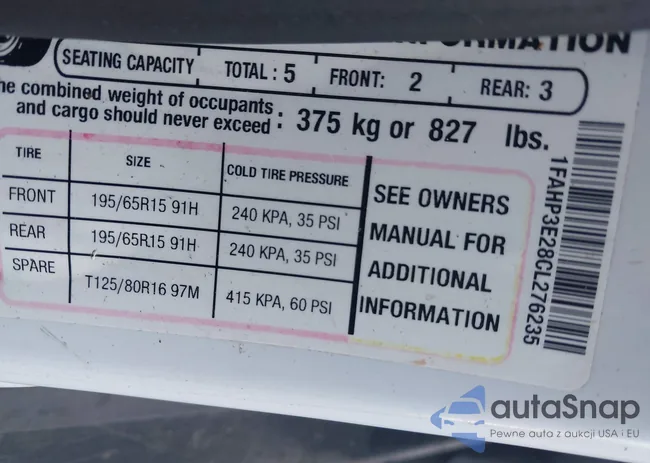 INFORMATION
SEATING CAPACITY TOTAL : 5 FRONT: 2 REAR: 3
he combined weight of occupants
and cargo should never exceed : 375 kg or 827 lbs.
TIRE SIZE COLD TIRE PRESSURE
FRONT 195/65R15 91H 240 KPA, 35 PSI
REAR 195/65R15 91H 240 KPA, 35 PSI
SPARE T125/80R16 97M 415 KPA, 60 PSI
SEE OWNERS
MANUAL FOR
ADDITIONAL
INFORMATION
1FAHP3E28CL276235
autaSnap
Pewne auta z aukcji USA i EU